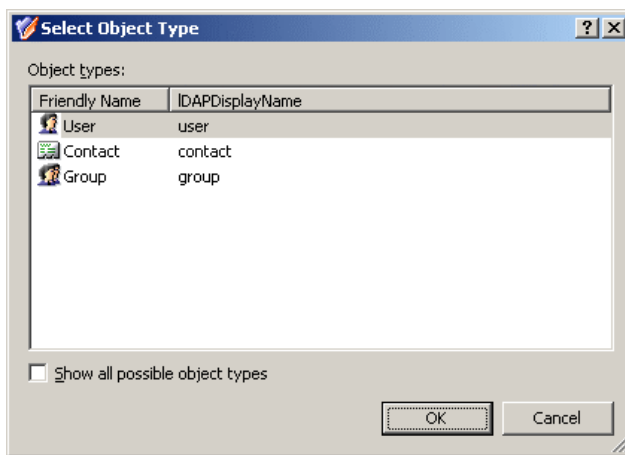 Select Object Type
Object types:
Friendly Name lDAPDisplayName
User user
Contact contact
Group group
Show all possible object types
OK Cancel